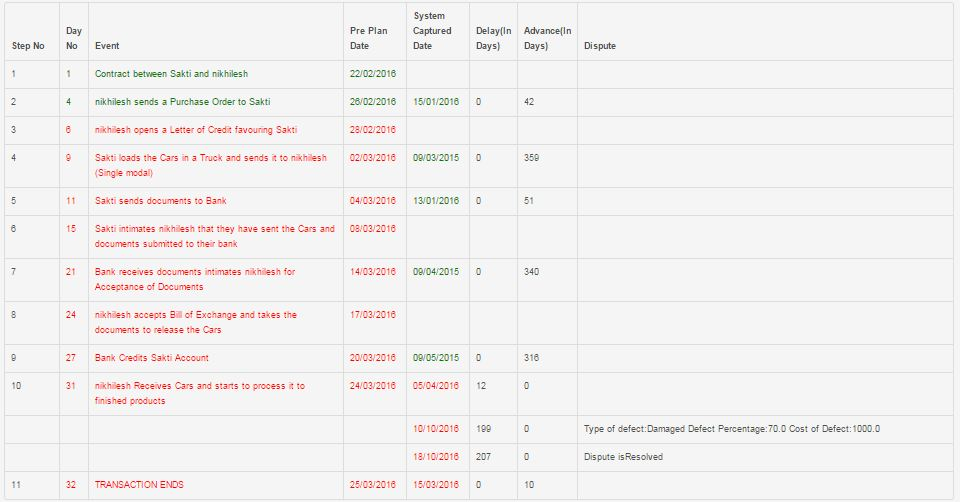 Step No Day No Event Pre Plan Date System Captured Date Delay(In Days) Advance(In Days) Dispute
1 1 Contract between Sakti and nikhilesh 22/02/2016
2 4 nikhilesh sends a Purchase Order to Sakti 26/02/2016 15/01/2016 0 42
3 6 nikhilesh opens a Letter of Credit favouring Sakti 28/02/2016
4 9 Sakti loads the Cars in a Truck and sends it to nikhilesh 02/03/2016 09/03/2015 0 359
(Single modal)
5 11 Sakti sends documents to Bank 04/03/2016 13/01/2016 0 51
6 15 Sakti intimates nikhilesh that they have sent the Cars and 08/03/2016
documents submitted to their bank
7 21 Bank receives documents intimates nikhilesh for 14/03/2016 09/04/2015 0 340
Acceptance of Documents
8 24 nikhilesh accepts Bill of Exchange and takes the 17/03/2016
documents to release the Cars
9 27 Bank Credits Sakti Account 20/03/2016 09/05/2015 0 316
10 31 nikhilesh Receives Cars and starts to process it to 24/03/2016 05/04/2016 12 0
finished products
10/10/2016 199 0 Type of defect:Damaged Defect Percentage:70.0 Cost of Defect:1000.0
18/10/2016 207 0 Dispute isResolved
11 32 TRANSACTION ENDS 25/03/2016 15/03/2016 0 10